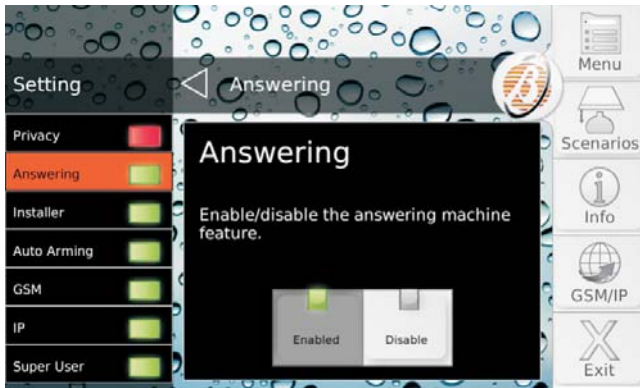 Setting
Answering
Privacy
Answering
Installer
Auto Arming
GSM
IP
Super User
Answering
Enable/disable the answering machine
feature.
Enabled
Disable
Menu
Scenarios
Info
GSM/IP
Exit